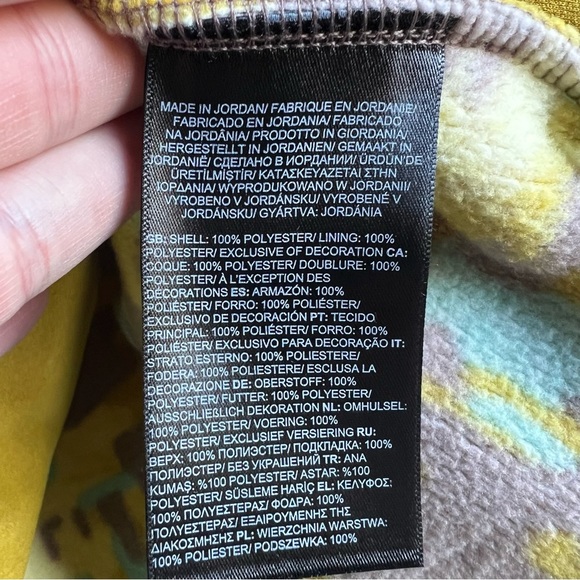 MADE IN JORDAN/ FABRIQUE EN JORDANIE/
FABRICADO EN JORDANIA/ FABRICADO
NA JORDÂNIA/ PRODOTTO IN GIORDANIA/
HERGESTELLT IN JORDANIEN/ GEMAAKT IN
JORDANIË/ СДЕЛАНО В ИОРДАНИИ/ ÜRDÜN'DE
ÜRETİLMİŞTİR/ ΚΑΤΑΣΚΕΥΑΖΕΤΑΙ ΣΤΗΝ
ΙΟΡΔΑΝΙΑ/ WYPRODUKOWANO W JORDANII/
VYROBENO V JORDÁNSKU/ VYROBENÉ V
JORDÁNSKU/ GYÁRTVA: JORDÁNIA
GB: SHELL: 100% POLYESTER/ LINING: 100%
POLYESTER/ EXCLUSIVE OF DECORATION CA:
COQUE: 100% POLYESTER/ DOUBLURE: 100%
POLYESTER/ À L'EXCEPTION DES
DÉCORATIONS ES: ARMAZÓN: 100%
POLIÉSTER/ FORRO: 100% POLIÉSTER/
EXCLUSIVO DE DECORACIÓN PT: TECIDO
PRINCIPAL: 100% POLIÉSTER/ FORRO: 100%
POLIÉSTER/ EXCLUSIVO PARA DECORAÇÃO IT:
STRATO ESTERNO: 100% POLIESTERE/
FODERA: 100% POLIESTERE/ ESCLUSA LA
DECORAZIONE DE: OBERSTOFF: 100%
POLYESTER/ FUTTER: 100% POLYESTER/
AUSSCHLIEßLICH DEKORATION NL: OMHULSEL:
100% POLYESTER/ VOERING: 100%
POLYESTER/ EXCLUSIEF VERSIERING RU:
ВЕРХ: 100% ПОЛИЭСТЕР/ ПОДКЛАДКА: 100%
ПОЛИЭСТЕР/ БЕЗ УКРАШЕНИЙ TR: ANA
KUMAŞ: %100 POLYESTER/ ASTAR: %100
POLYESTER/ SÜSLEME HARİÇ EL: ΚΕΛΥΦΟΣ:
100% ΠΟΛΥΕΣΤΕΡΑΣ/ ΦΟΔΡΑ: 100%
ΠΟΛΥΕΣΤΕΡΑΣ/ ΕΞΑΙΡΟΥΜΕΝΗΣ ΤΗΣ
ΔΙΑΚΟΣΜΗΣΗΣ PL: WIERZCHNIA WARSTWA:
100% POLIESTER/ PODSZEWKA: 100%